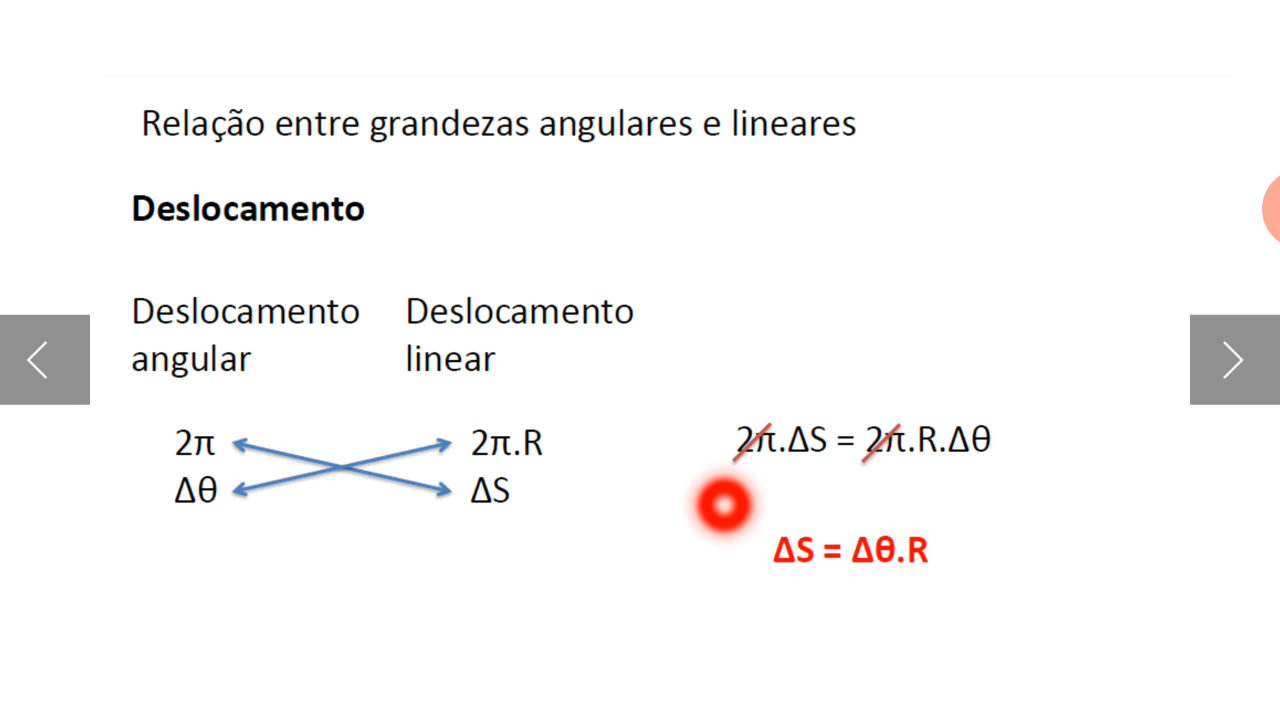 Relação entre grandezas angulares e lineares
Deslocamento
Deslocamento angular
Deslocamento linear
2π 2π.R
Δθ ΔS
2π.ΔS = 2π.R.Δθ
ΔS = Δθ.R